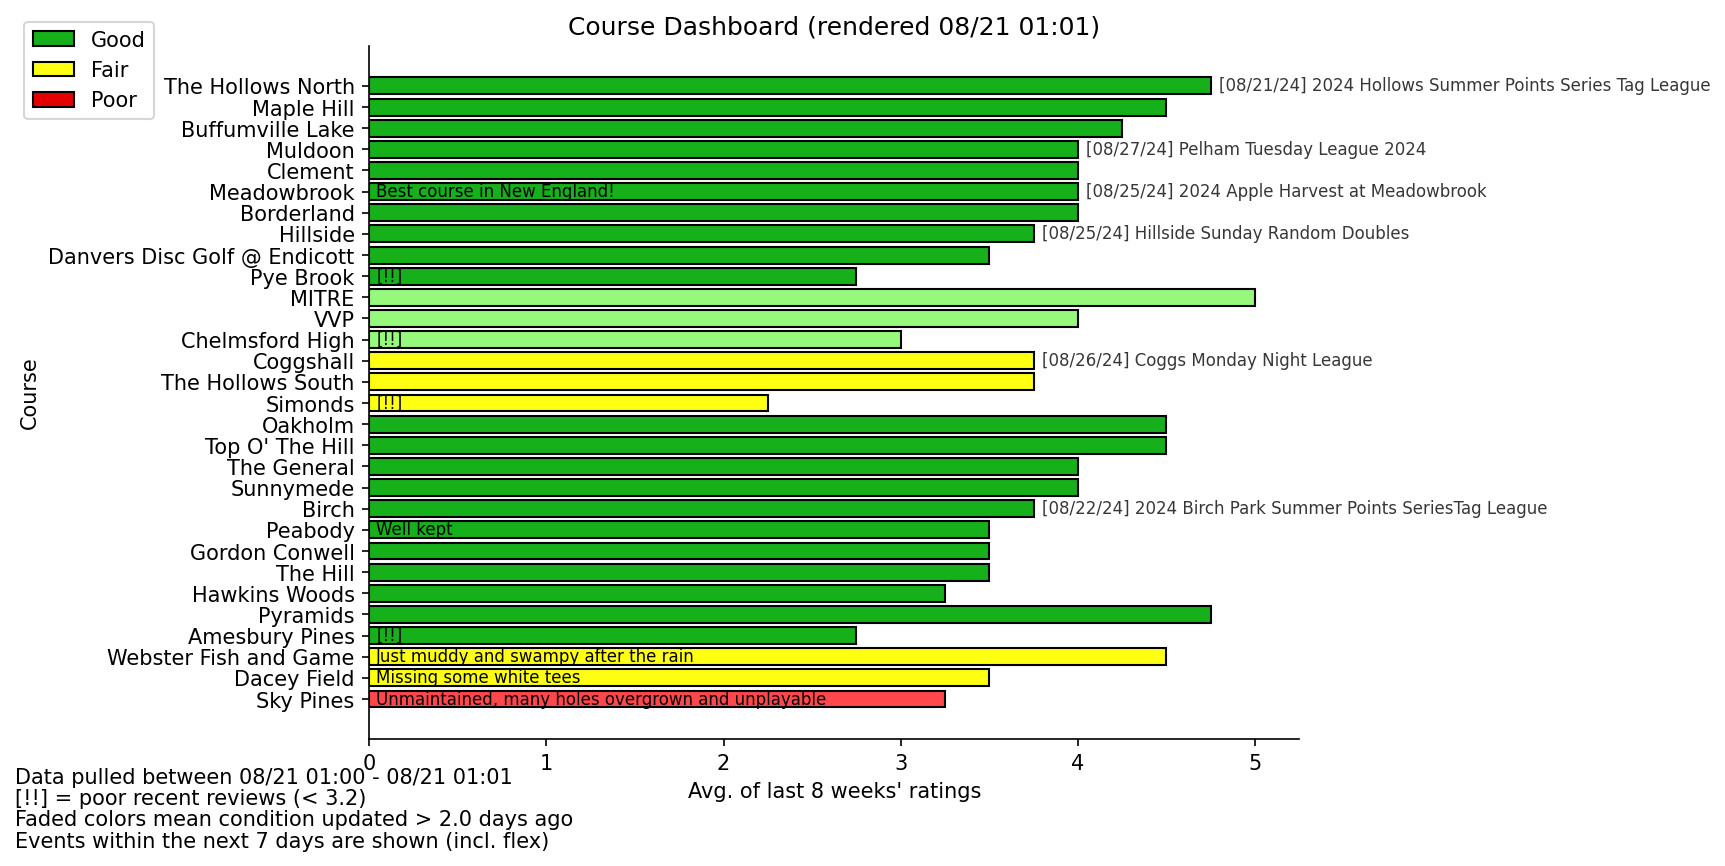 Course Dashboard (rendered 08/21 01:01)
Good
Fair
Poor
The Hollows North [08/21/24] 2024 Hollows Summer Points Series Tag League
Maple Hill
Buffumville Lake
Muldoon [08/27/24] Pelham Tuesday League 2024
Clement
Meadowbrook Best course in New England! [08/25/24] 2024 Apple Harvest at Meadowbrook
Borderland
Hillside [08/25/24] Hillside Sunday Random Doubles
Danvers Disc Golf @ Endicott
Pye Brook [!!]
MITRE
VVP
Chelmsford High [!!]
Coggshall [08/26/24] Coggs Monday Night League
The Hollows South
Simonds [!!]
Oakholm
Top O' The Hill
The General
Sunnymede
Birch [08/22/24] 2024 Birch Park Summer Points SeriesTag League
Peabody Well kept
Gordon Conwell
The Hill
Hawkins Woods
Pyramids
Amesbury Pines [!!]
Webster Fish and Game Just muddy and swampy after the rain
Dacey Field Missing some white tees
Sky Pines Unmaintained, many holes overgrown and unplayable
Course
0 1 2 3 4 5
Avg. of last 8 weeks' ratings
Data pulled between 08/21 01:00 - 08/21 01:01
[!!] = poor recent reviews (< 3.2)
Faded colors mean condition updated > 2.0 days ago
Events within the next 7 days are shown (incl. flex)